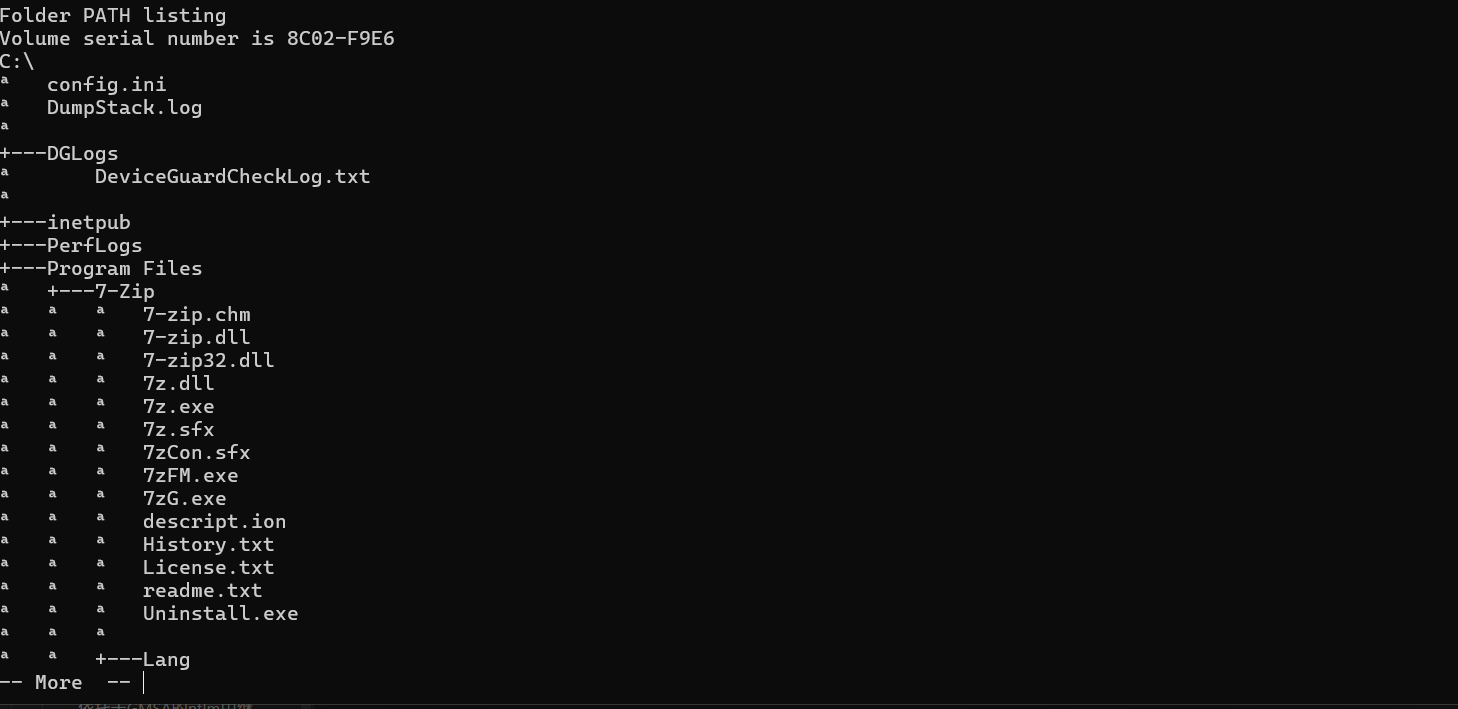 Folder PATH listing
Volume serial number is 8C02-F9E6
C:\
ª   config.ini
ª   DumpStack.log
ª
+---DGLogs
ª       DeviceGuardCheckLog.txt
ª
+---inetpub
+---PerfLogs
+---Program Files
ª   +---7-Zip
ª   ª   ª   7-zip.chm
ª   ª   ª   7-zip.dll
ª   ª   ª   7-zip32.dll
ª   ª   ª   7z.dll
ª   ª   ª   7z.exe
ª   ª   ª   7z.sfx
ª   ª   ª   7zCon.sfx
ª   ª   ª   7zFM.exe
ª   ª   ª   7zG.exe
ª   ª   ª   descript.ion
ª   ª   ª   History.txt
ª   ª   ª   License.txt
ª   ª   ª   readme.txt
ª   ª   ª   Uninstall.exe
ª   ª   ª
ª   ª   +---Lang
-- More  --